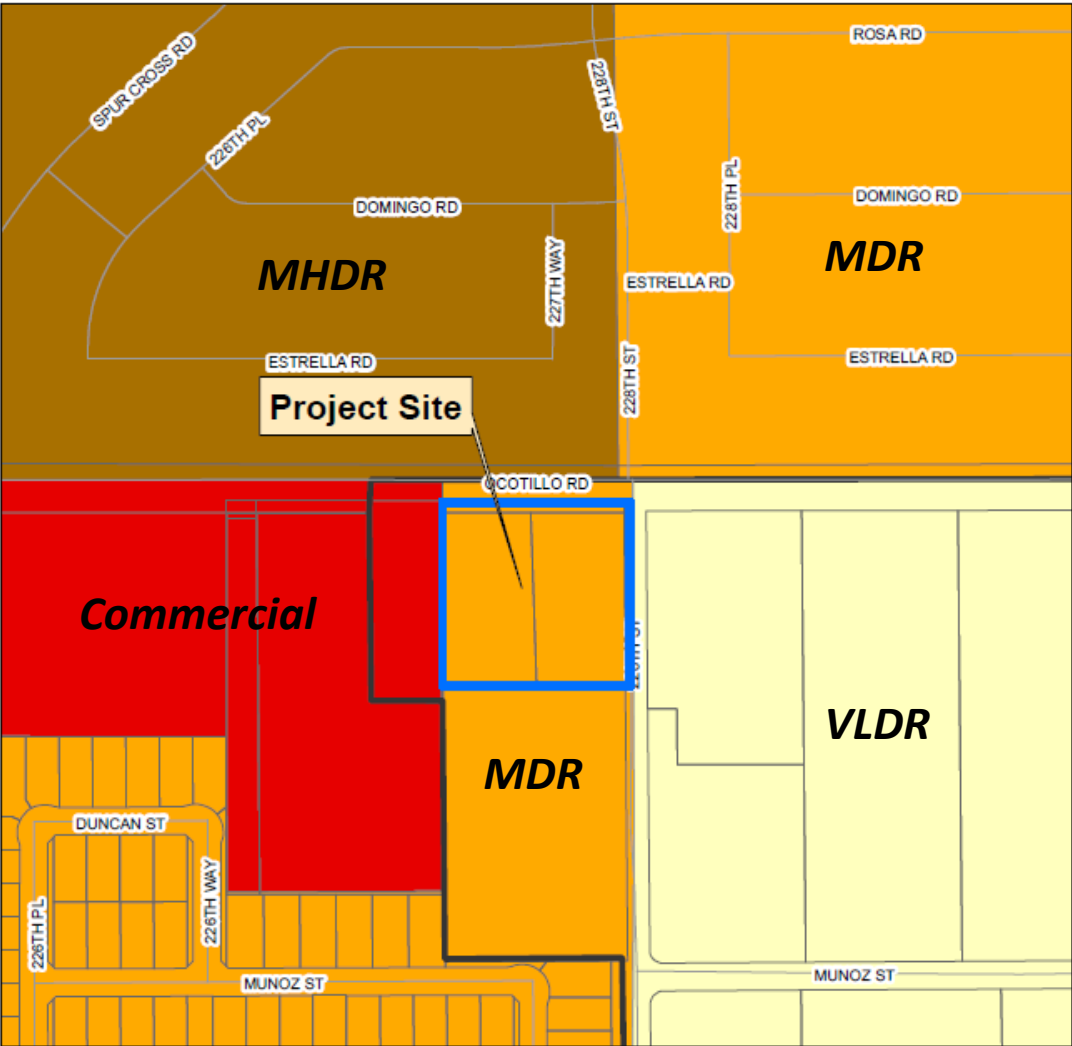 ROSA RD
SPUR CROSS RD
228TH ST
226TH PL
228TH PL
DOMINGO RD
DOMINGO RD
MHDR
227TH WAY
MDR
ESTRELLA RD
ESTRELLA RD
ESTRELLA RD
228TH ST
Project Site
OCOTILLO RD
Commercial
VLDR
MDR
DUNCAN ST
226TH WAY
226TH PL
MUNOZ ST
MUNOZ ST